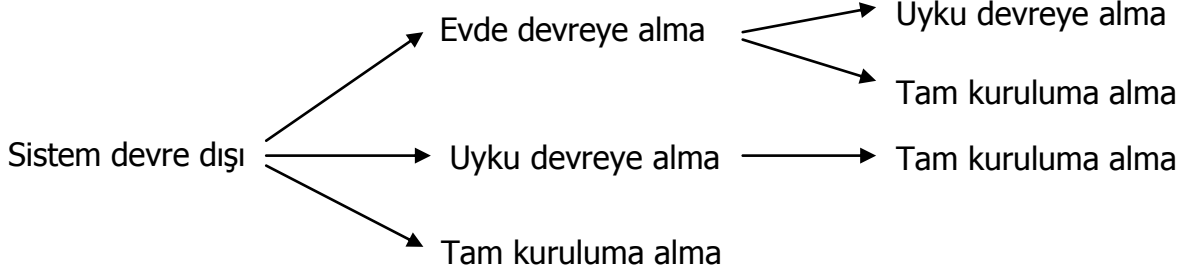 Uyku devreye alma
Evde devreye alma
Tam kuruluma alma
Sistem devre dışı
Uyku devreye alma
Tam kuruluma alma
Tam kuruluma alma